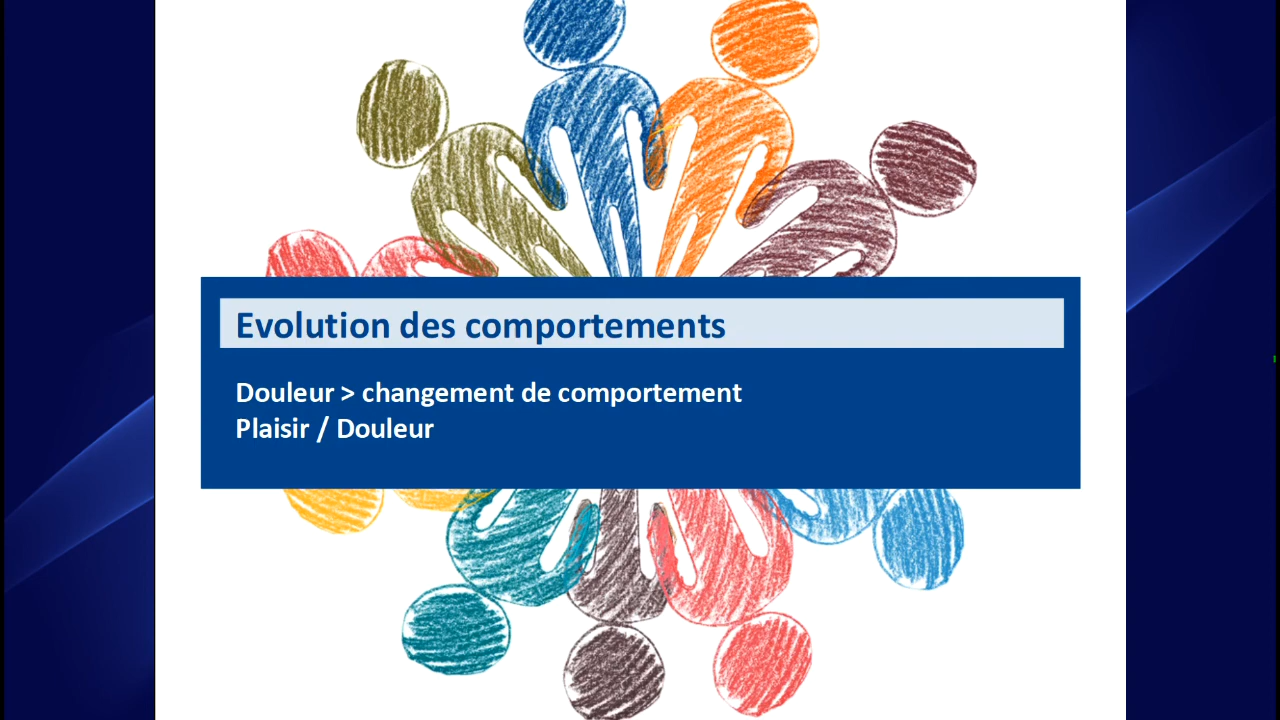 Evolution des comportements
Douleur > changement de comportement
Plaisir / Douleur